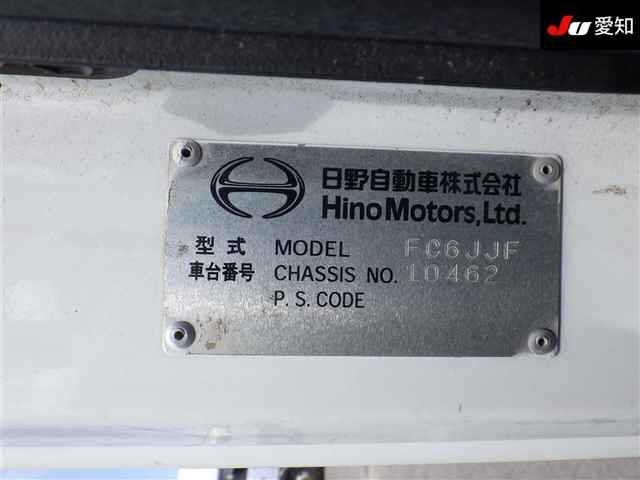 JU 愛知
日野自動車株式会社
Hino Motors, Ltd.
型式 MODEL FC6JJF
車台番号 CHASSIS NO. 10462
P. S. CODE